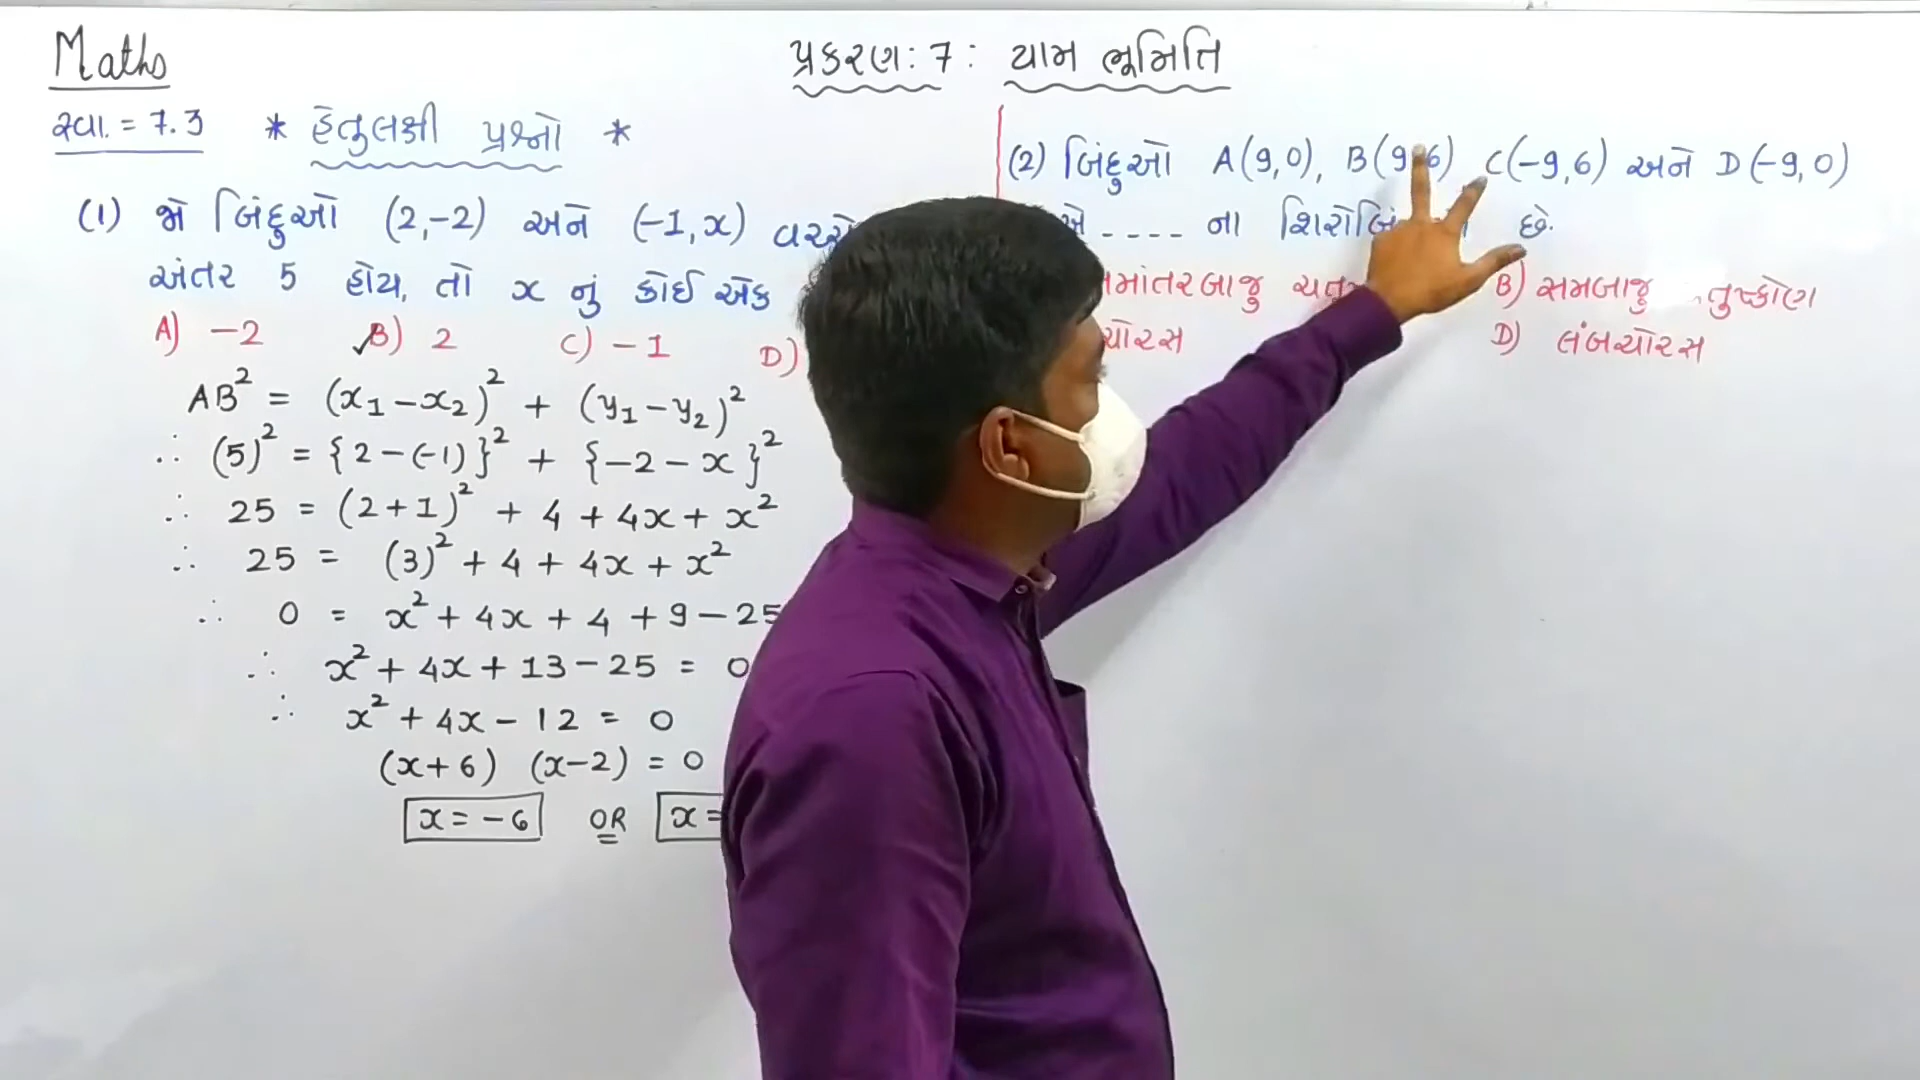 Maths
પ્રકરણ: 7: યામ ભૂમિતિ
સ્વા. = 7.3 * હેતુલક્ષી પ્રશ્નો *
(1) જો બિંદુઓ (2,-2) અને (-1,x) વચ્ચે
અંતર 5 હોય, તો x નું કોઈ એક
A) -2 B) 2 C) -1 D)
AB² = (x₁-x₂)² + (y₁-y₂)²
∴ (5)² = {2-(-1)}² + {-2-x}²
∴ 25 = (2+1)² + 4 + 4x + x²
∴ 25 = (3)² + 4 + 4x + x²
∴ 0 = x² + 4x + 4 + 9 - 25
∴ x² + 4x + 13 - 25 = 0
∴ x² + 4x - 12 = 0
(x+6) (x-2) = 0
x = -6 OR x =
(2) બિંદુઓ A(9,0), B(9,6) C(-9,6) અને D(-9,0)
---- ના છે.
B) સમબાજુ
D) લંબચોરસ